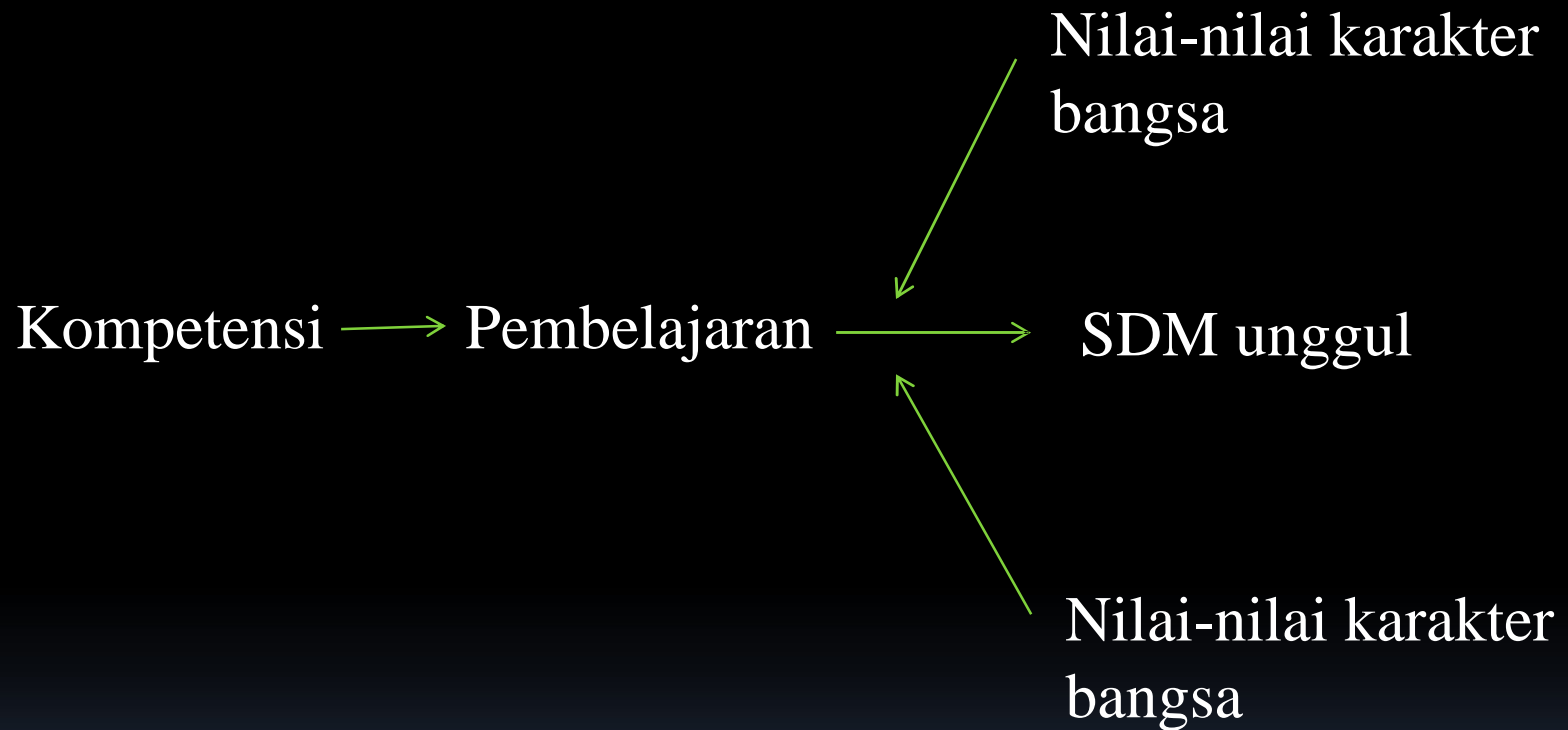 Nilai-nilai karakter
bangsa
Kompetensi
Pembelajaran
SDM unggul
Nilai-nilai karakter
bangsa